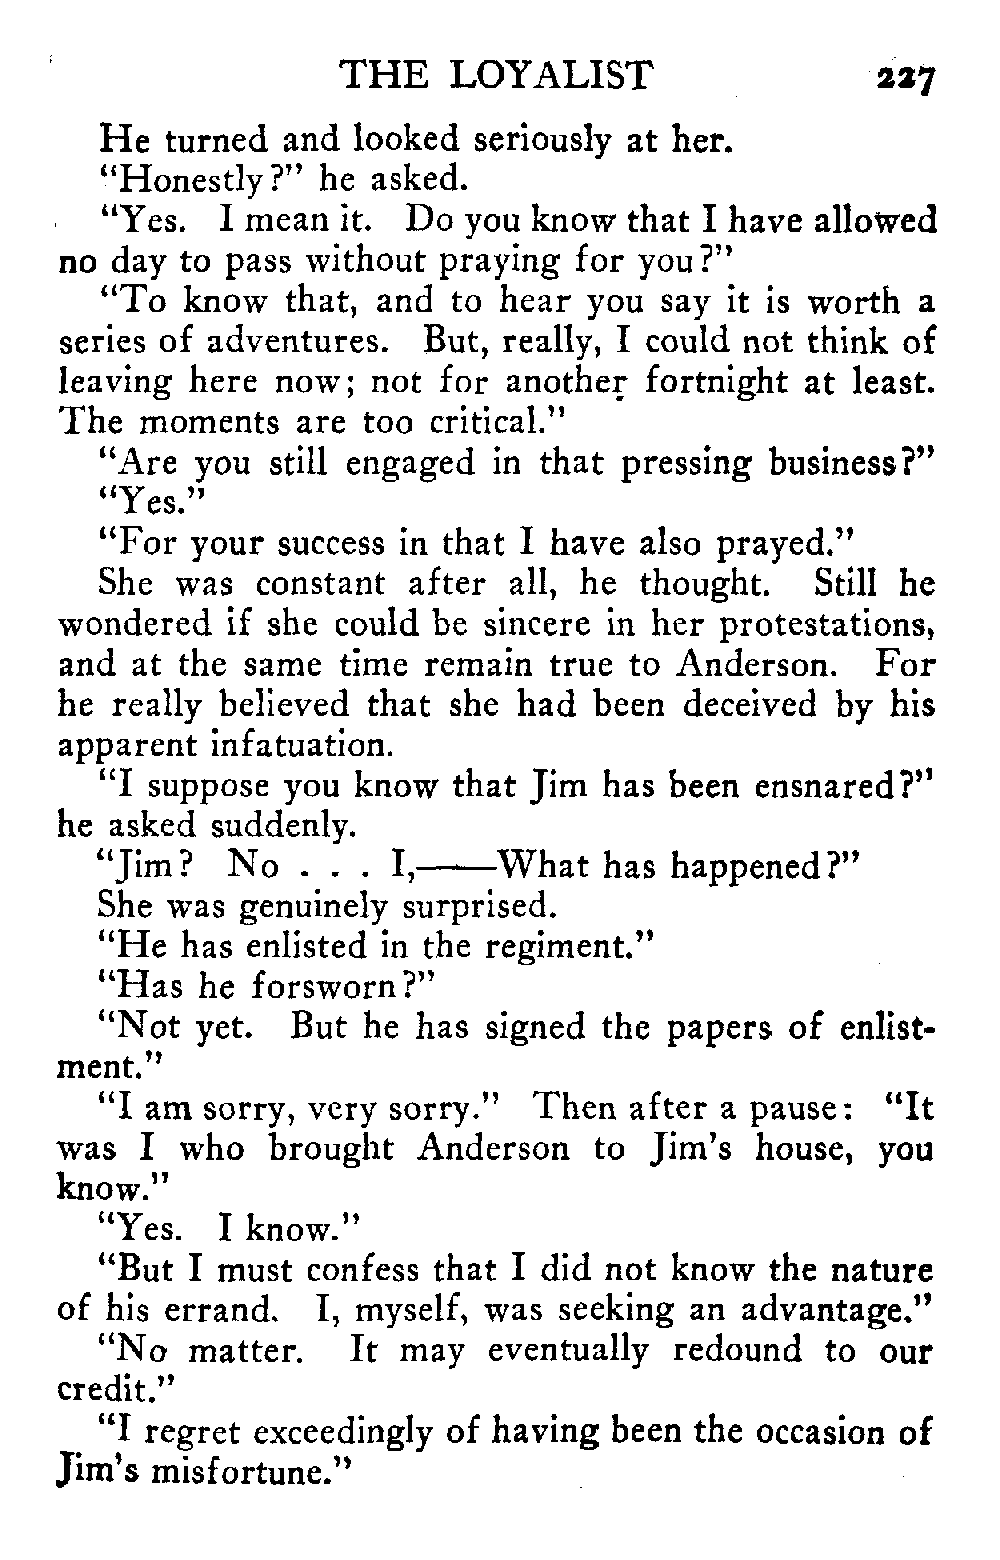 THE LOYALIST 227
He turned and looked seriously at her.
"Honestly?" he asked.
"Yes. I mean it. Do you know that I have allowed
no day to pass without praying for you?"
"To know that, and to hear you say it is worth a
series of adventures. But, really, I could not think of
leaving here now; not for another fortnight at least.
The moments are too critical."
"Are you still engaged in that pressing business?"
"Yes."
"For your success in that I have also prayed."
She was constant after all, he thought. Still he
wondered if she could be sincere in her protestations,
and at the same time remain true to Anderson. For
he really believed that she had been deceived by his
apparent infatuation.
"I suppose you know that Jim has been ensnared?"
he asked suddenly.
"Jim? No . . . I,——What has happened?"
She was genuinely surprised.
"He has enlisted in the regiment."
"Has he forsworn?"
"Not yet. But he has signed the papers of enlist-
ment."
"I am sorry, very sorry." Then after a pause: "It
was I who brought Anderson to Jim's house, you
know."
"Yes. I know."
"But I must confess that I did not know the nature
of his errand. I, myself, was seeking an advantage."
"No matter. It may eventually redound to our
credit."
"I regret exceedingly of having been the occasion of
Jim's misfortune."